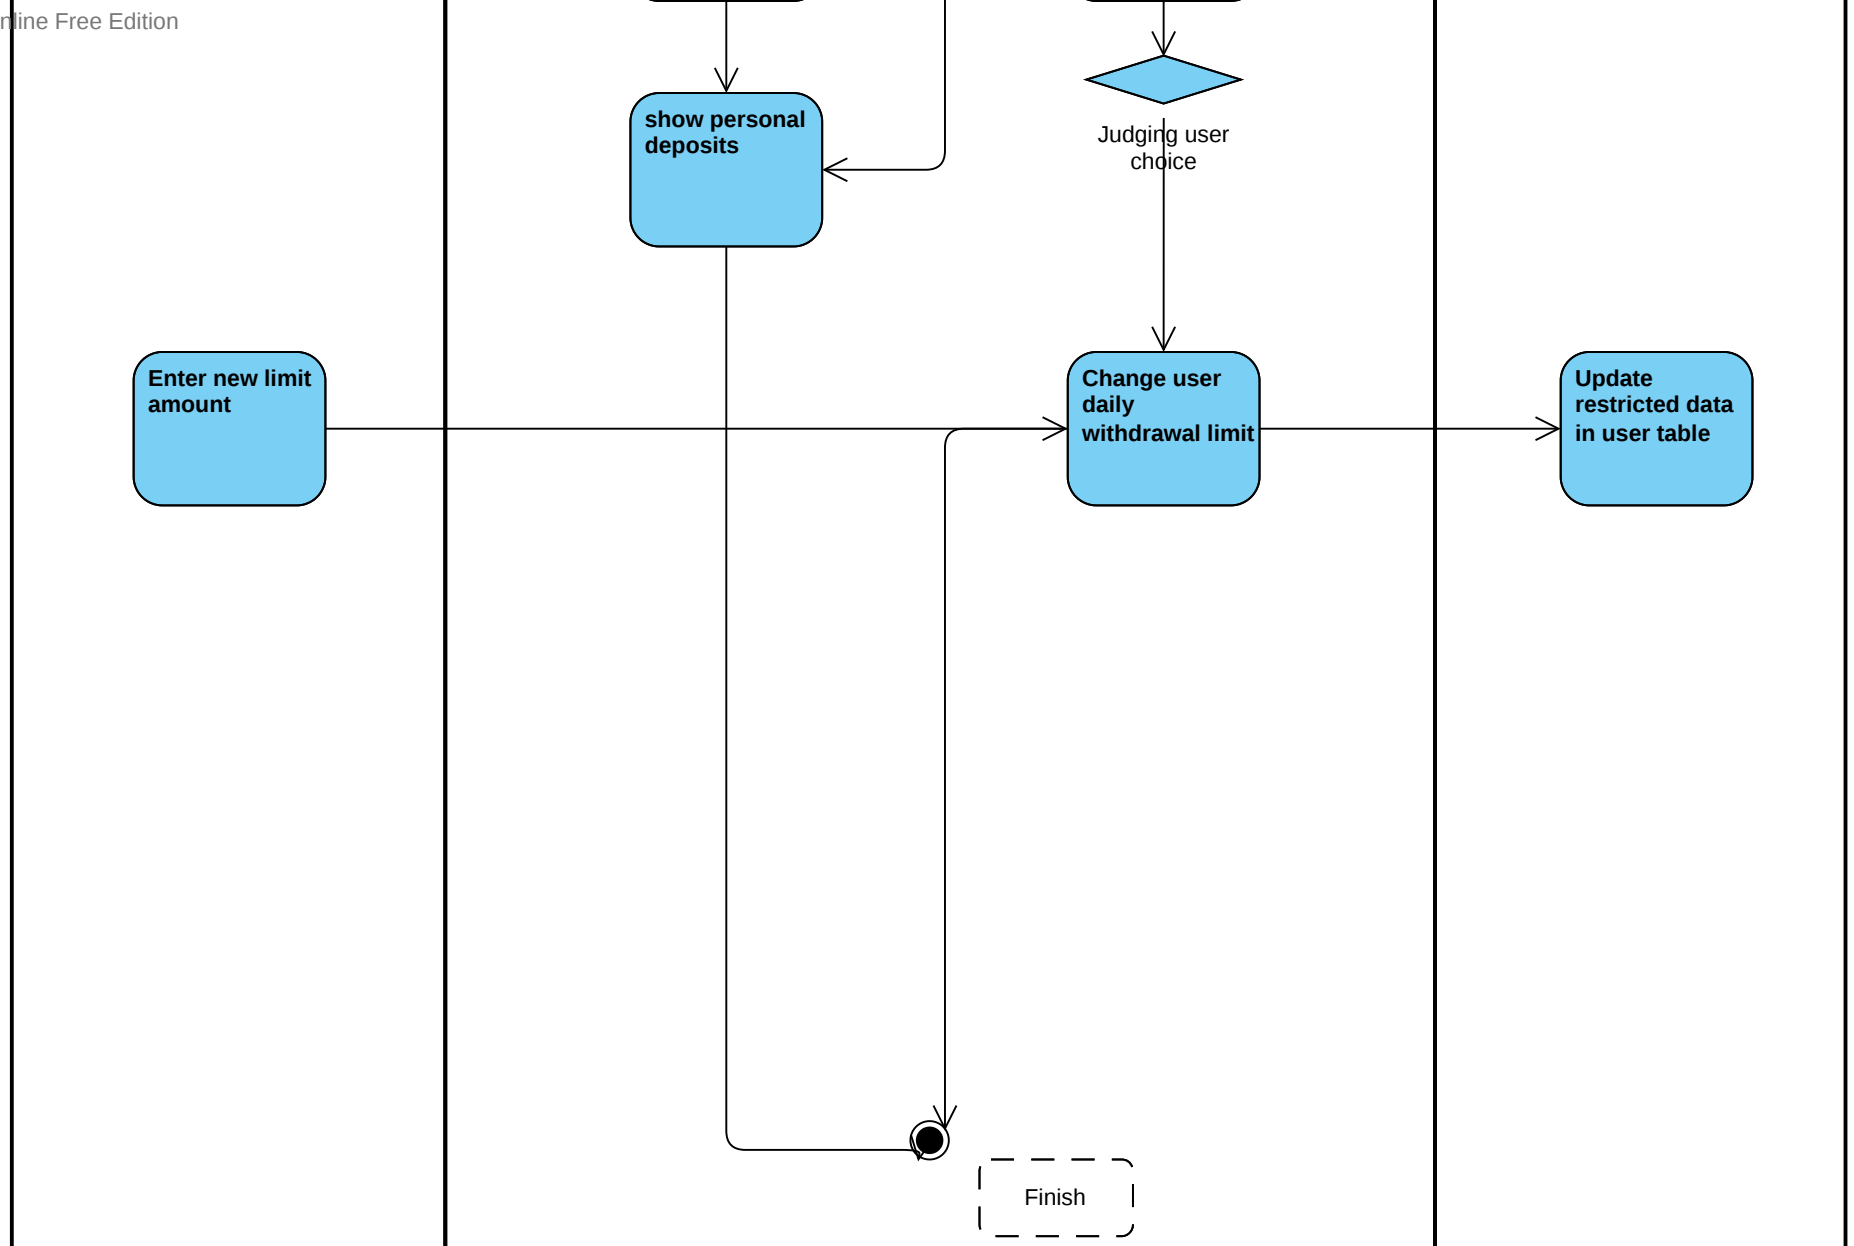 nline Free Edition
show personal
deposits
Judging user
choice
Enter new limit
amount
Change user
daily
withdrawal limit
Update
restricted data
in user table
Finish